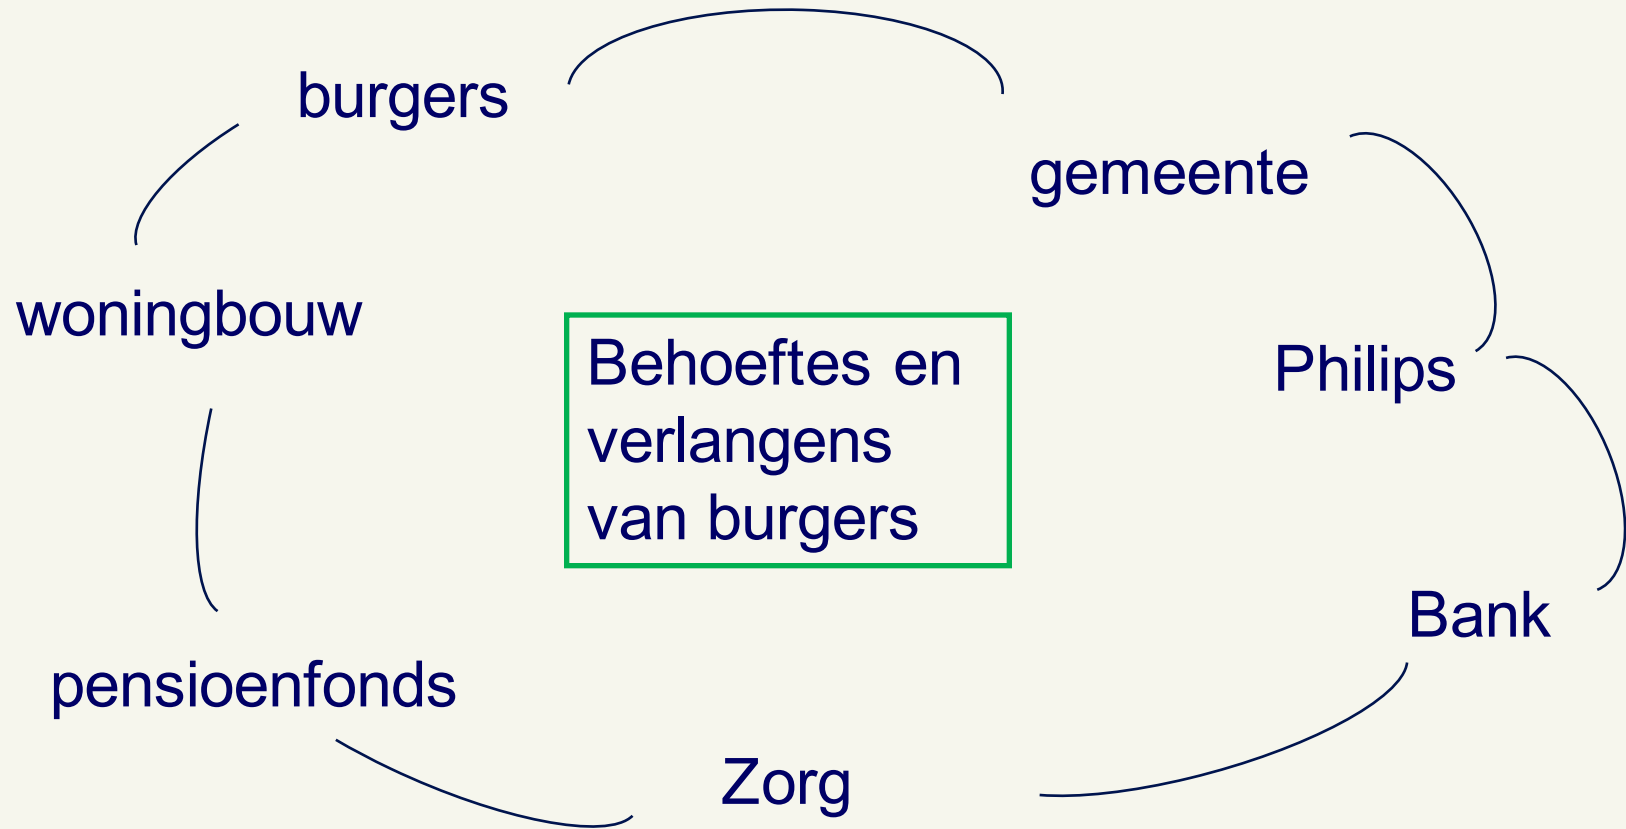 burgers
gemeente
woningbouw
Behoeftes en
verlangens
van burgers
Philips
Bank
pensioenfonds
Zorg